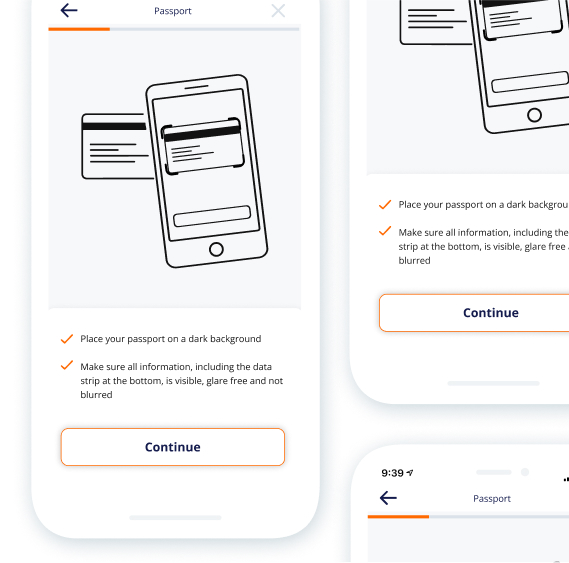 Passport
Place your passport on a dark background
Make sure all information, including the data
strip at the bottom, is visible, glare free and not
blurred
Continue
Place your passport on a dark backgrou
Make sure all information, including the
strip at the bottom, is visible, glare free
blurred
Continue
9:39
Passport